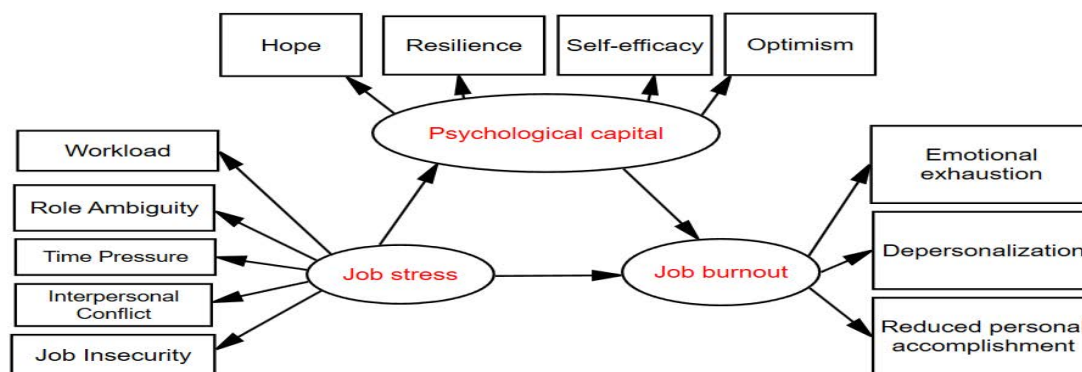 Hope
Resilience
Self-efficacy
Optimism
Psychological capital
Workload
Role Ambiguity
Time Pressure
Interpersonal
Conflict
Job Insecurity
Job stress
Job burnout
Emotional
exhaustion
Depersonalization
Reduced personal
accomplishment